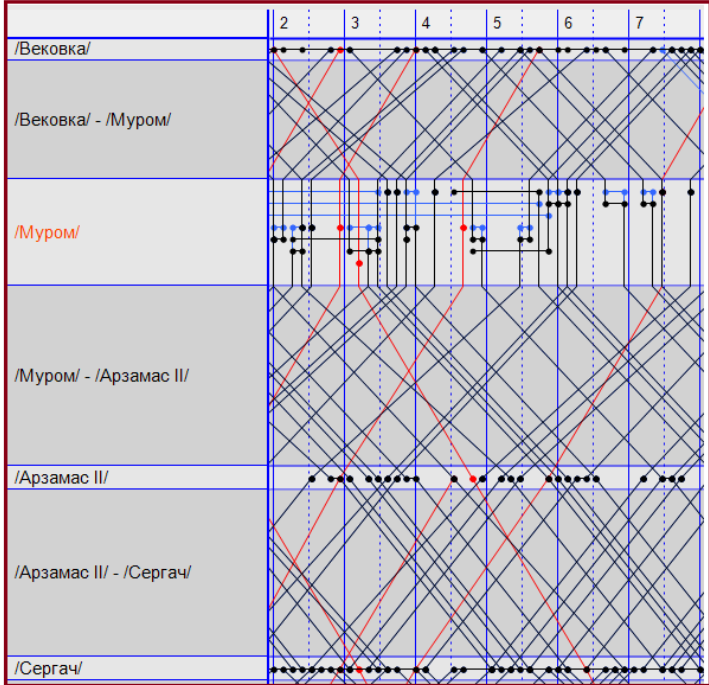 2 3 4 5 6 7
/Вековка/
/Вековка/ - /Муром/
/Муром/
/Муром/ - /Арзамас II/
/Арзамас II/
/Арзамас II/ - /Сергач/
/Сергач/